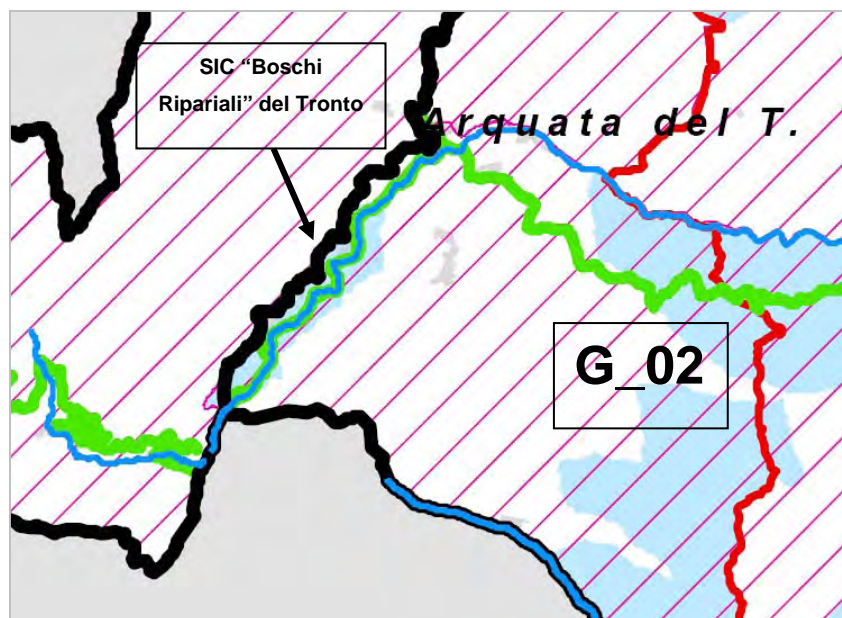 SIC “Boschi
Ripariali” del Tronto
Arquata del T.
G_02